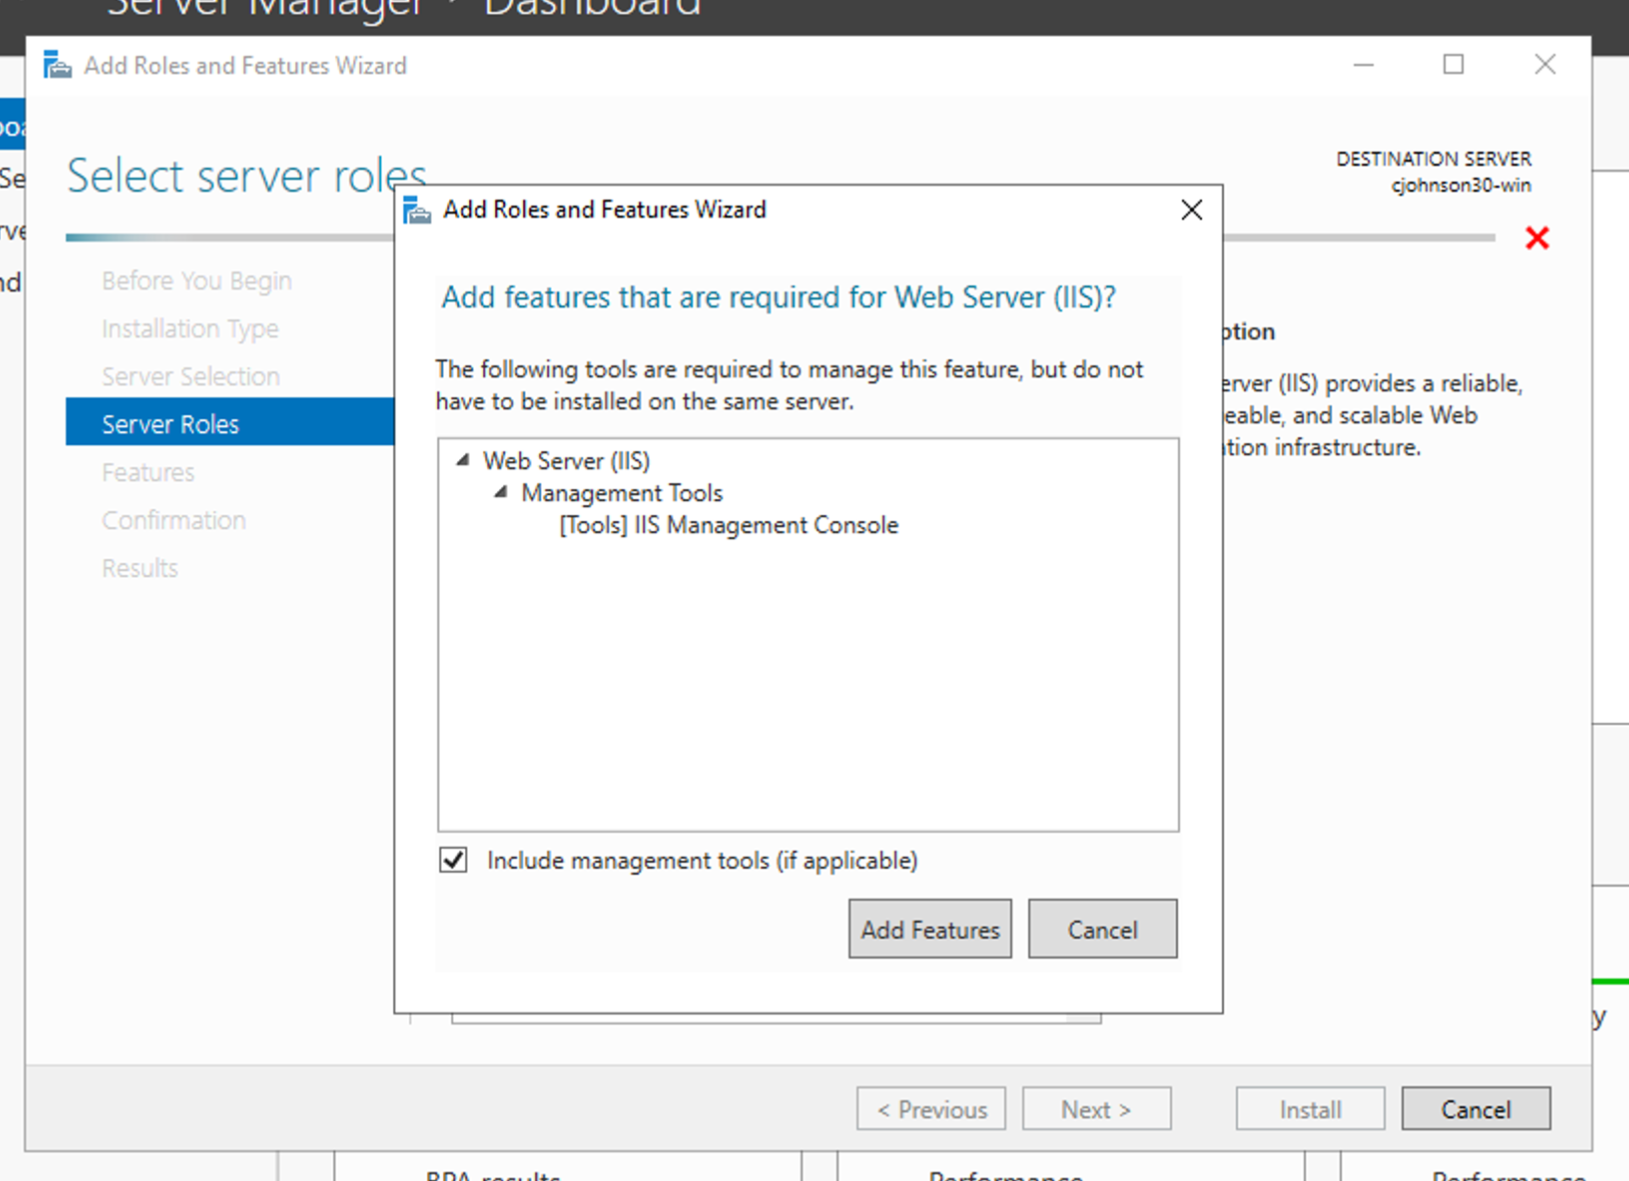 Server Manager
Dashboard
Add Roles and Features Wizard
Select server roles
DESTINATION SERVER
cjohnson30-win
Before You Begin
Installation Type
Server Selection
Server Roles
Features
Confirmation
Results
Add Roles and Features Wizard
Add features that are required for Web Server (IIS)?
The following tools are required to manage this feature, but do not
have to be installed on the same server.
Web Server (IIS)
Management Tools
[Tools] IIS Management Console
Include management tools (if applicable)
Add Features
Cancel
(IIS) provides a reliable,
and scalable Web
infrastructure.
< Previous
Next >
Install
Cancel
BPA results
Performance
Performance